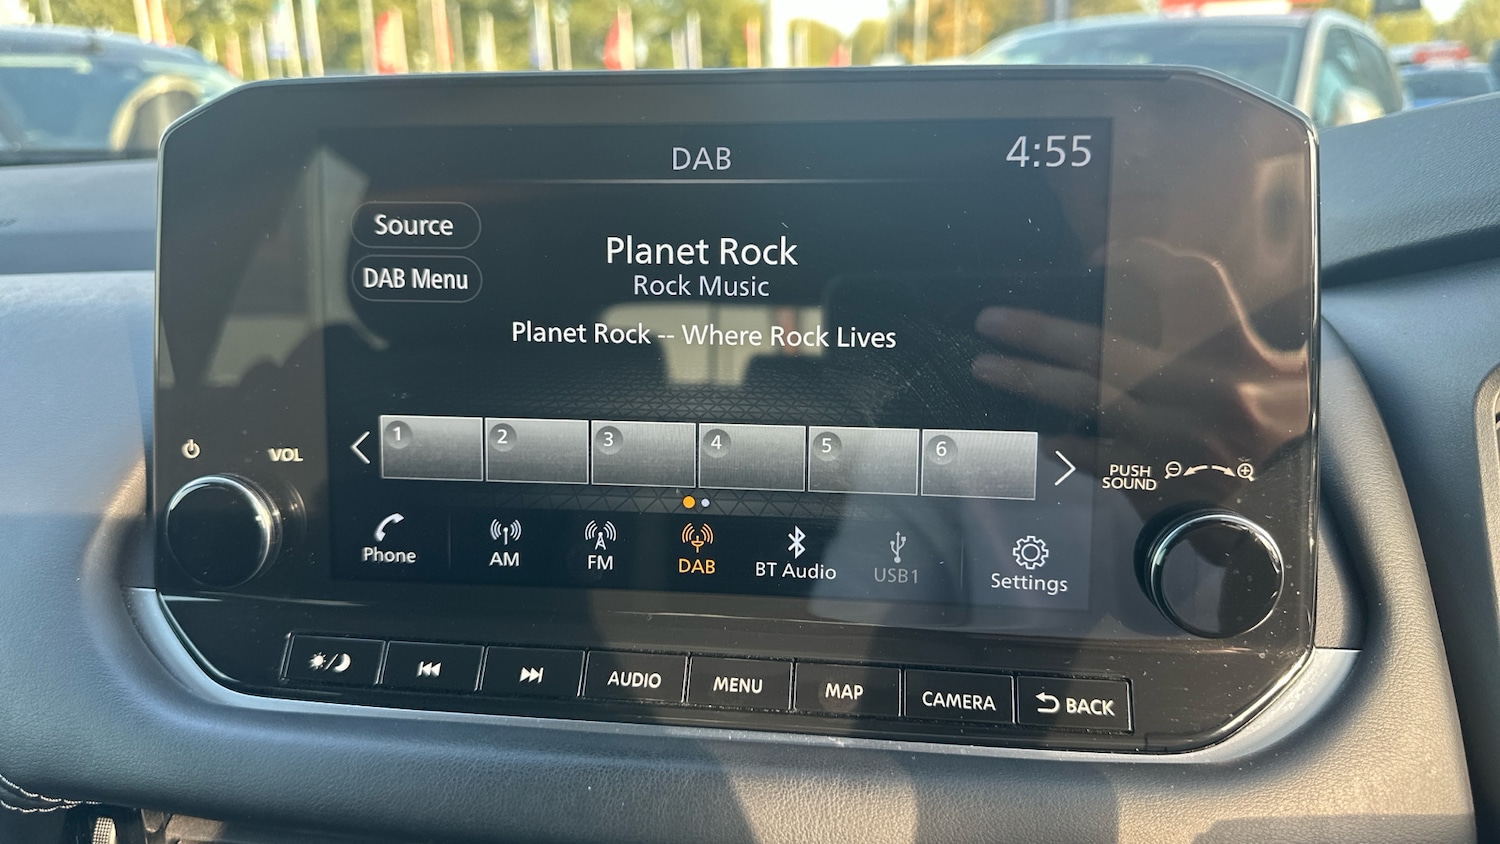 DAB
4:55
Source
DAB Menu
Planet Rock
Rock Music
Planet Rock -- Where Rock Lives
1 2 3 4 5 6
VOL
PUSH
SOUND
Phone
AM
FM
DAB
BT Audio
USB1
Settings
AUDIO
MENU
MAP
CAMERA
BACK